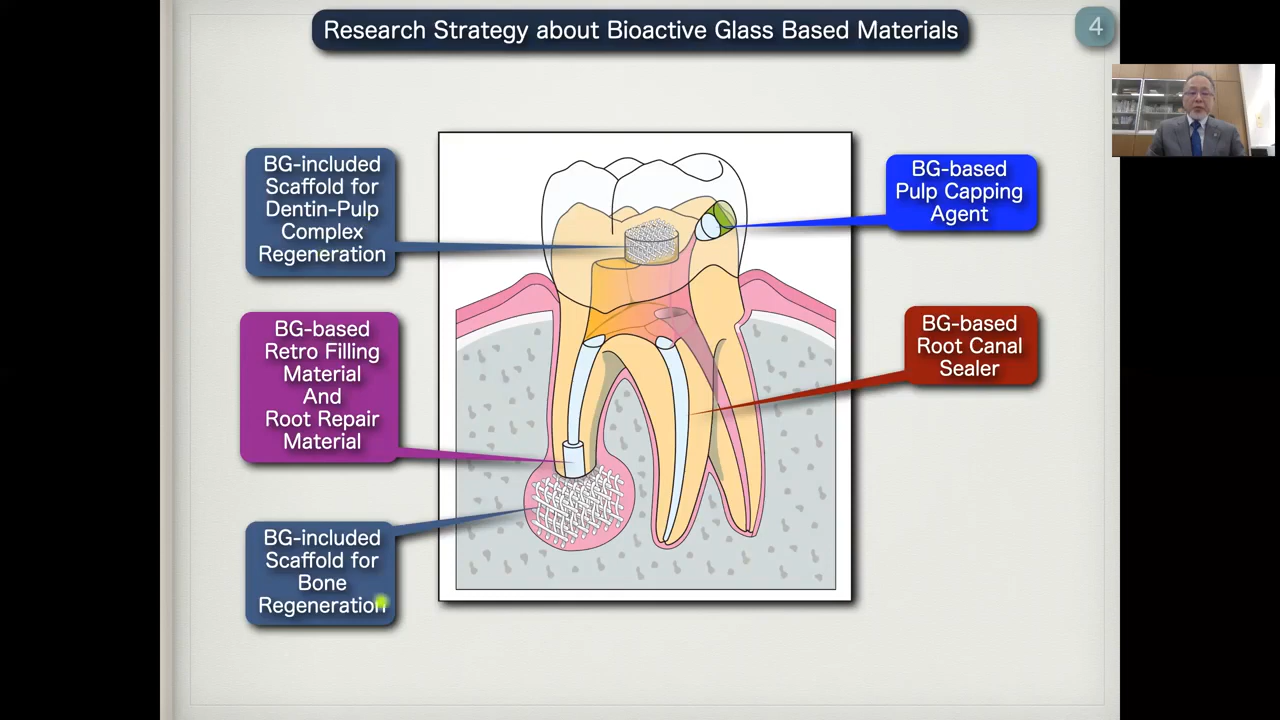 Research Strategy about Bioactive Glass Based Materials
4
BG-included
Scaffold for
Dentin-Pulp
Complex
Regeneration
BG-based
Retro Filling
Material
And
Root Repair
Material
BG-included
Scaffold for
Bone
Regeneration
BG-based
Pulp Capping
Agent
BG-based
Root Canal
Sealer